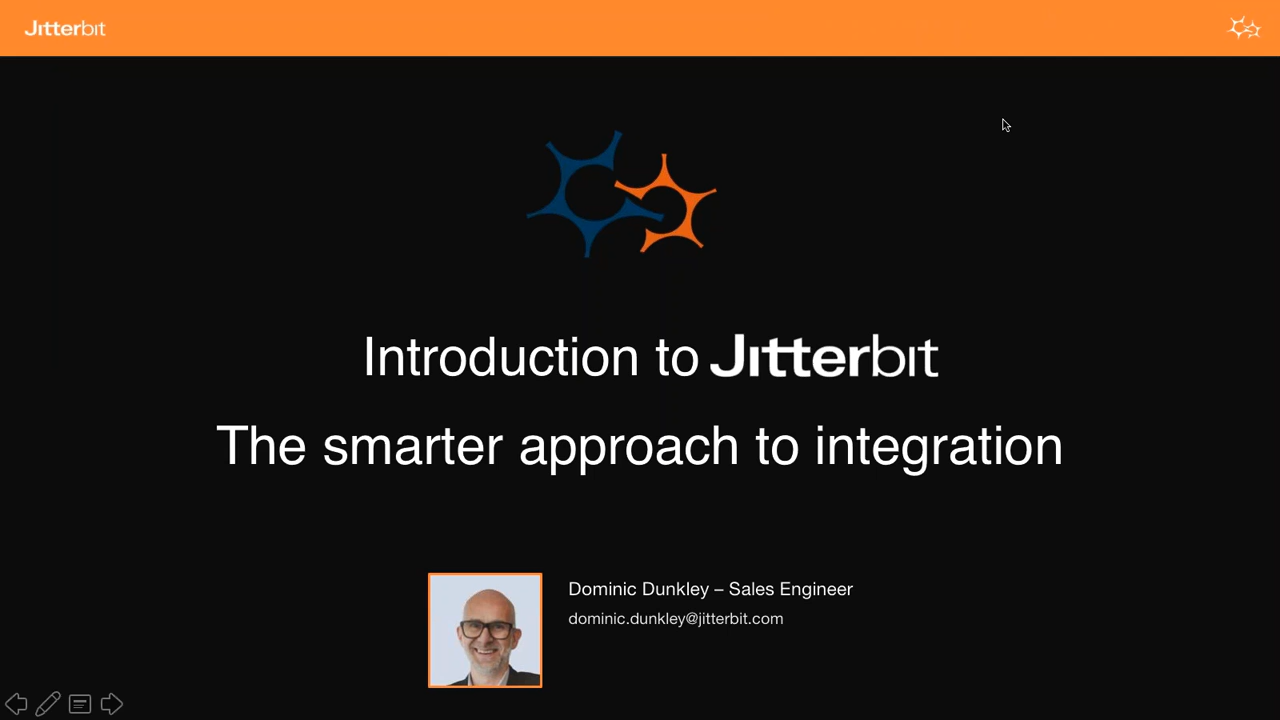 Jitterbit
Introduction to Jitterbit
The smarter approach to integration
Dominic Dunkley – Sales Engineer
dominic.dunkley@jitterbit.com